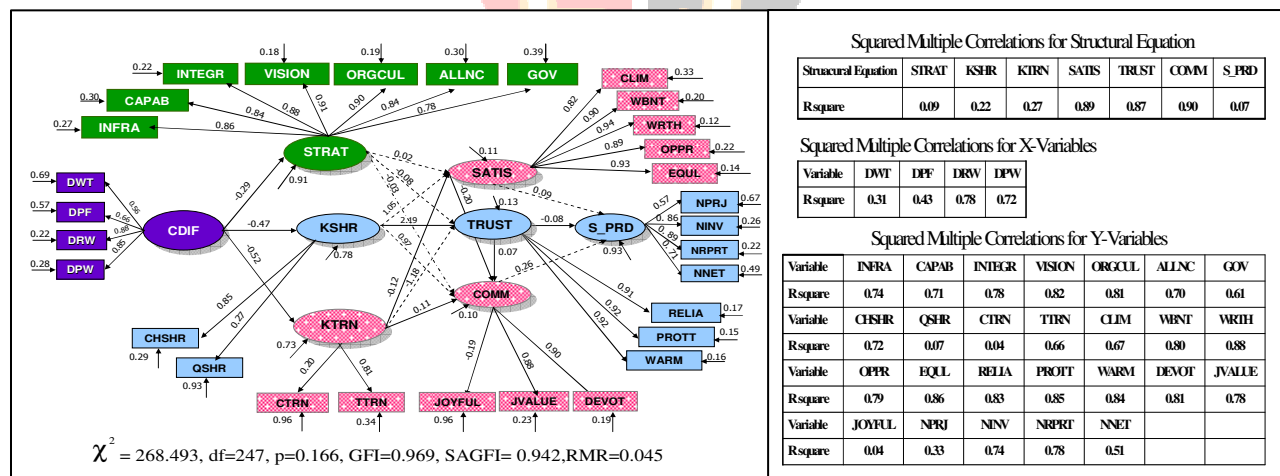 0.18
0.19
0.30
0.39
0.22
INTEGR
VISION
ORGCUL
ALLNC
GOV
0.30
CAPAB
0.27
INFRA
0.86
0.84
0.88
0.91
0.90
0.84
0.78
CLIM
0.33
WBNT
0.20
WRTH
0.12
OPPR
0.22
EQUL
0.14
0.82
0.90
0.94
0.89
0.93
STRAT
0.91
0.02
-0.08
-0.03
0.11
SATIS
0.69
DWT
0.57
DPF
0.22
DRW
0.28
DPW
0.56
0.66
0.88
0.85
CDIF
-0.29
-0.47
-0.52
KSHR
0.78
1.05
2.19
0.97
-0.20
0.13
TRUST
0.09
-0.08
0.07
S_PRD
0.93
0.57
0.86
0.89
0.71
NPRJ
0.67
NINV
0.26
NRPRT
0.22
NNET
0.49
0.85
0.27
CHSHR
0.29
QSHR
0.93
KTRN
0.73
-0.12
-1.18
0.11
COMM
0.10
0.26
0.91
0.92
0.92
RELIA
0.17
PROTT
0.15
WARM
0.16
0.20
0.81
-0.19
0.88
0.90
CTRN
TTRN
JOYFUL
JVALUE
DEVOT
0.96
0.34
0.96
0.23
0.19
χ² = 268.493, df=247, p=0.166, GFI=0.969, SAGFI= 0.942,RMR=0.045
Squared Multiple Correlations for Structural Equation
Struacural Equation STRAT KSHR KTRN SATIS TRUST COMM S_PRD
R square 0.09 0.22 0.27 0.89 0.87 0.90 0.07
Squared Multiple Correlations for X-Variables
Variable DWT DPF DRW DPW
R square 0.31 0.43 0.78 0.72
Squared Multiple Correlations for Y-Variables
Variable INFRA CAPAB INTEGR VISION ORGCUL ALLNC GOV
R square 0.74 0.71 0.78 0.82 0.81 0.70 0.61
Variable CHSHR QSHR CTRN TTRN CLIM WBNT WRTH
R square 0.72 0.07 0.04 0.66 0.67 0.80 0.88
Variable OPPR EQUL RELIA PROTT WARM DEVOT JVALUE
R square 0.79 0.86 0.83 0.85 0.84 0.81 0.78
Variable JOYFUL NPRJ NINV NRPRT NNET
R square 0.04 0.33 0.74 0.78 0.51